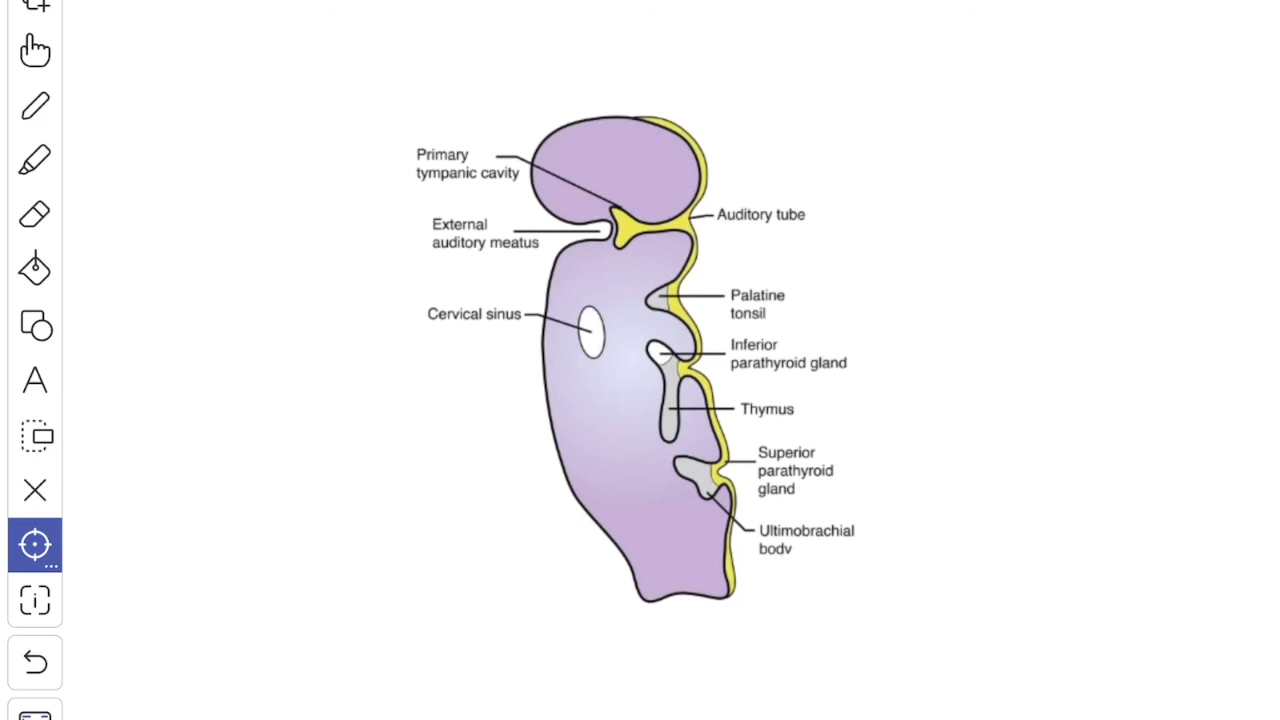 Primary
tympanic cavity
External
auditory meatus
Auditory tube
Cervical sinus
Palatine
tonsil
Inferior
parathyroid gland
Thymus
Superior
parathyroid
gland
Ultimobrachial
bodv